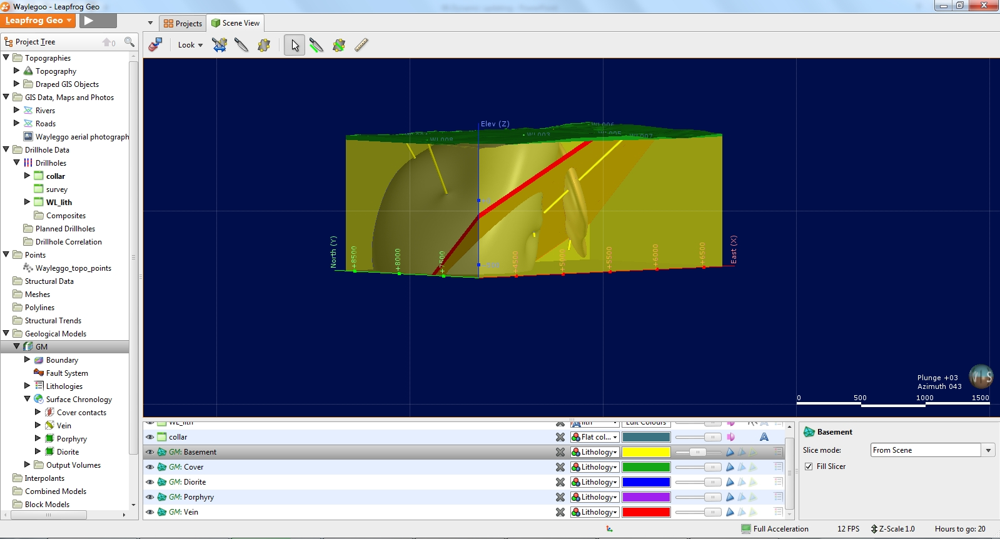 Waylegoo - Leapfrog Geo
Leapfrog Geo
Projects
Scene View
Project Tree
0
Look
Topographies
Topography
Draped GIS Objects
GIS Data, Maps and Photos
Rivers
Roads
Wayleggo aerial photograph
Drillhole Data
Drillholes
collar
survey
WL_lith
Composites
Planned Drillholes
Drillhole Correlation
Points
Wayleggo_topo_points
Structural Data
Meshes
Polylines
Structural Trends
Geological Models
GM
Boundary
Fault System
Lithologies
Surface Chronology
Cover contacts
Vein
Porphyry
Diorite
Output Volumes
Interpolants
Combined Models
Block Models
Elev (Z)
WL008
WL003
WL006
WL007
+0
-500
North (Y)
+8500
+8000
+7500
+4500
+5000
+5500
+6000
+6500
East (X)
Plunge +03
Azimuth 043
0 500 1000 1500
WL_lith lith Edit Colours
collar Flat col...
GM: Basement Lithology
GM: Cover Lithology
GM: Diorite Lithology
GM: Porphyry Lithology
GM: Vein Lithology
Basement
Slice mode: From Scene
Fill Slicer
Full Acceleration 12 FPS Z-Scale 1.0 Hours to go: 20